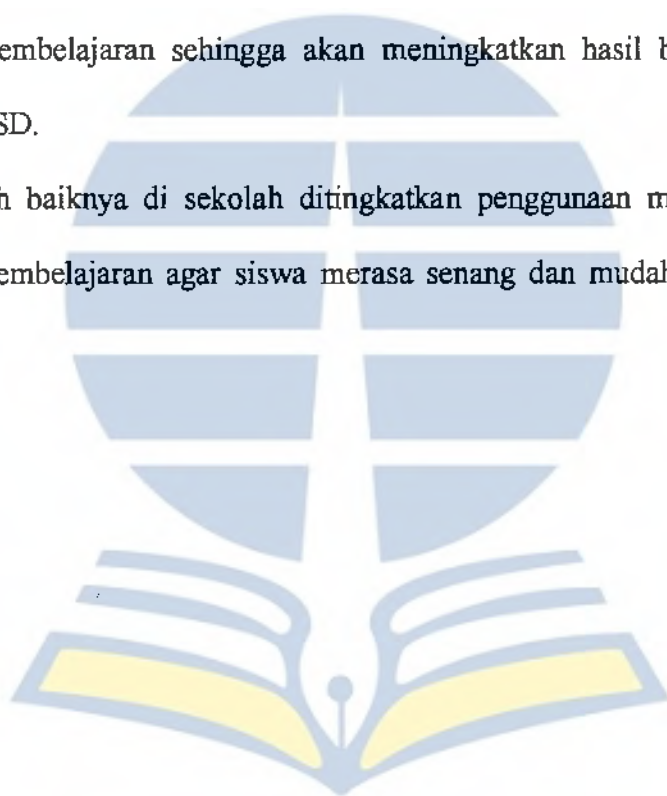 embelajaran sehingga akan meningkatkan hasil
SD.
baiknya di sekolah ditingkatkan penggunaan
embelajaran agar siswa merasa senang dan mudah